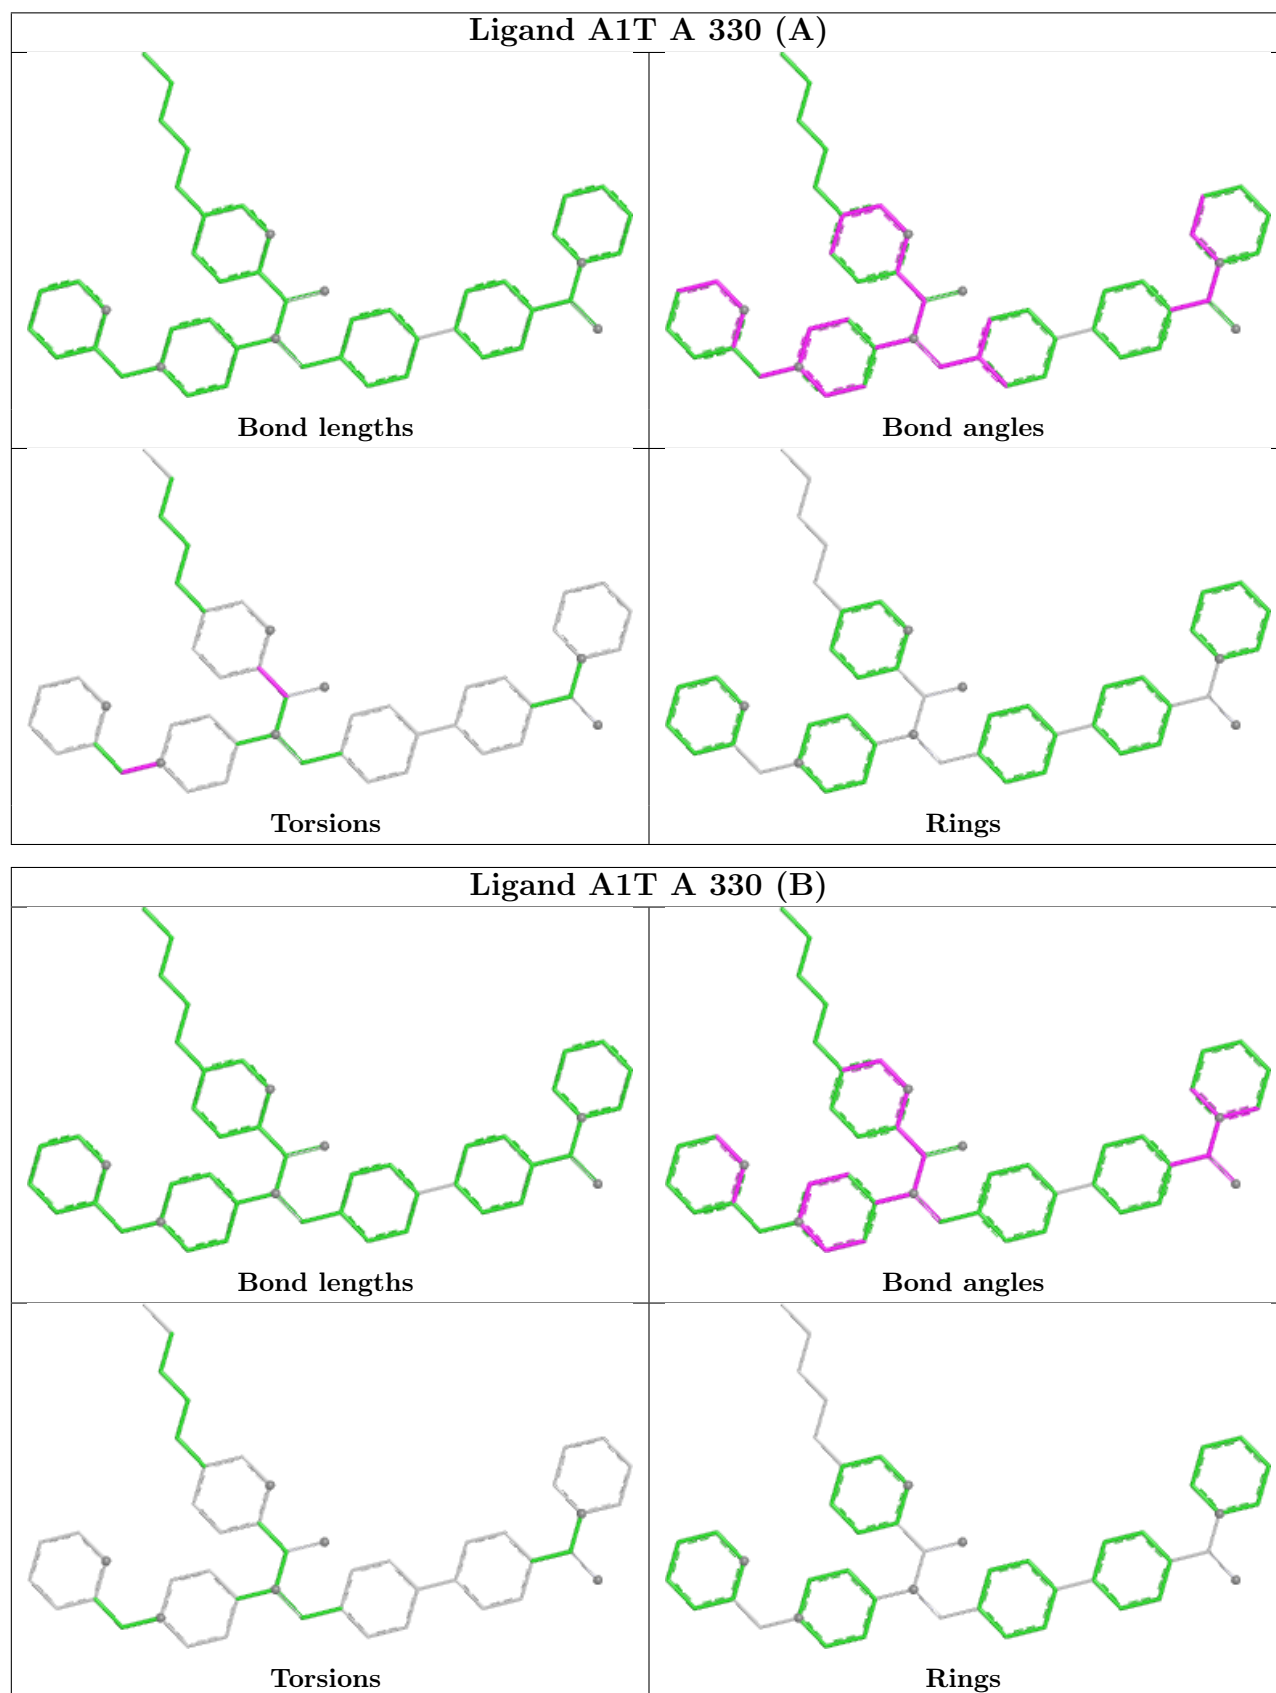 Ligand A1T A 330 (A)
Bond lengths
Bond angles
Torsions
Rings
Ligand A1T A 330 (B)
Bond lengths
Bond angles
Torsions
Rings